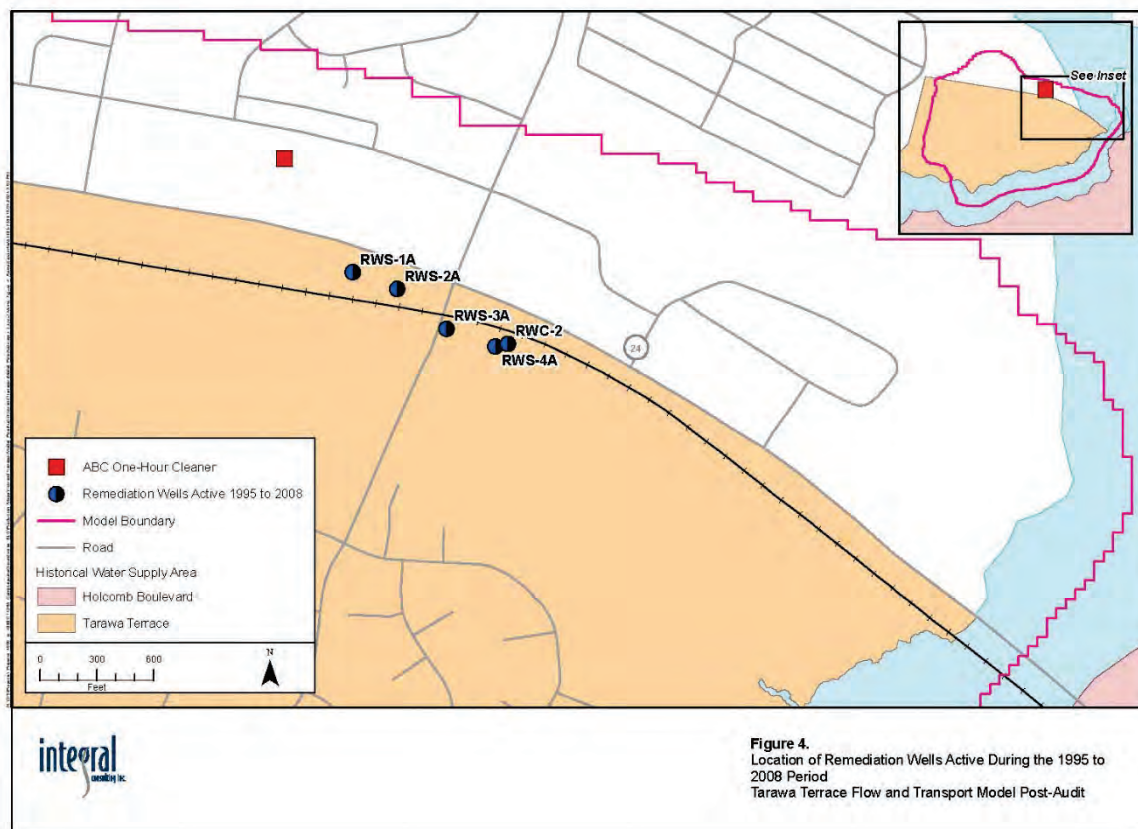 See Inset
RWS-1A
RWS-2A
RWS-3A
RWC-2
RWS-4A
24
ABC One-Hour Cleaner
Remediation Wells Active 1995 to 2008
Model Boundary
Road
Historical Water Supply Area
Holcomb Boulevard
Tarawa Terrace
0 300 600
Feet
N
integral
consulting inc.
Figure 4.
Location of Remediation Wells Active During the 1995 to
2008 Period
Tarawa Terrace Flow and Transport Model Post-Audit